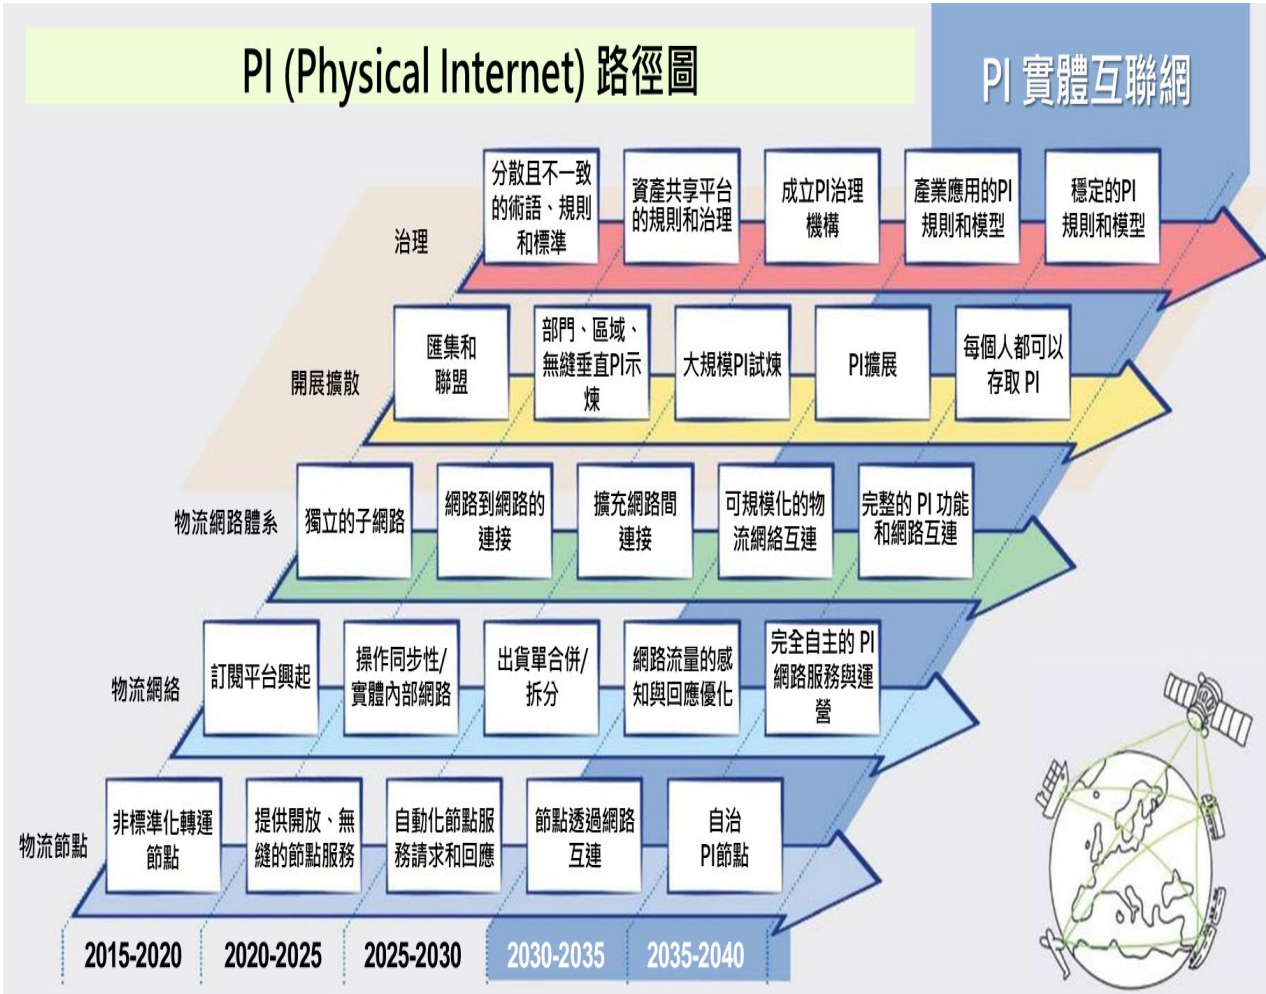 PI (Physical Internet) 路徑圖
PI 實體互聯網
治理
分散且不一致
的術語、規則
和標準
資產共享平台
的規則和治理
成立PI治理
機構
產業應用的PI
規則和模型
穩定的PI
規則和模型
開展擴散
匯集和
聯盟
部門、區域、
無縫垂直PI示
煉
大規模PI試煉
PI擴展
每個人都可以
存取 PI
物流網路體系
獨立的子網路
網路到網路的
連接
擴充網路間
連接
可規模化的物
流網絡互連
完整的 PI 功能
和網路互連
物流網絡
訂閱平台興起
操作同步性/
實體內部網路
出貨單合併/
拆分
網路流量的感
知與回應優化
完全自主的 PI
網路服務與運
營
物流節點
非標準化轉運
節點
提供開放、無
縫的節點服務
自動化節點服
務請求和回應
節點透過網路
互連
自治
PI節點
2015-2020
2020-2025
2025-2030
2030-2035
2035-2040